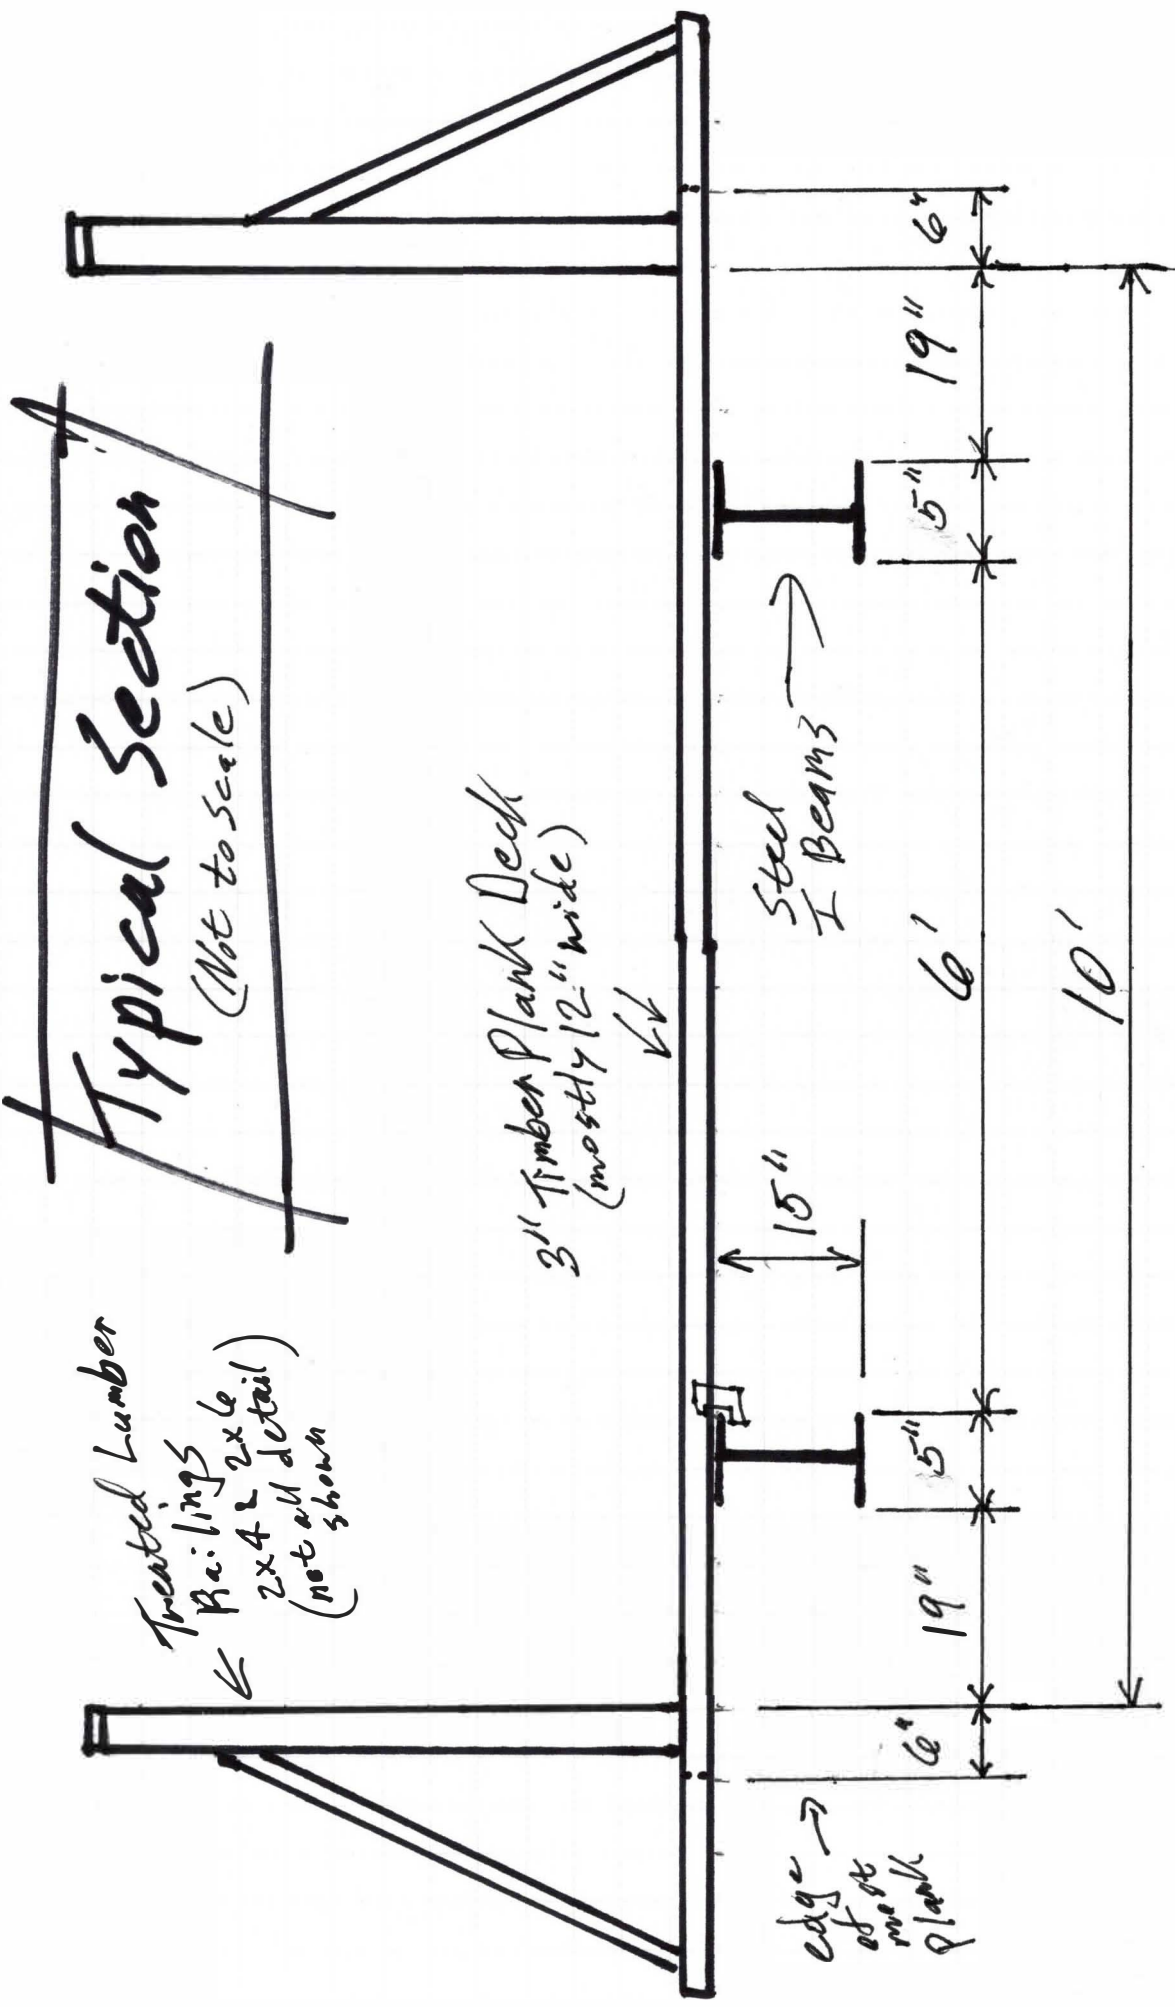 Typical Section
(Not to Scale)
Treated Lumber
Railings
2x4 & 2x6
(not all detail)
shown
3" Timber Plank Deck
(mostly 12" wide)
Steel
I Beams
15"
edge
of most
plank
6"
19"
5"
6'
5"
19"
6"
10'